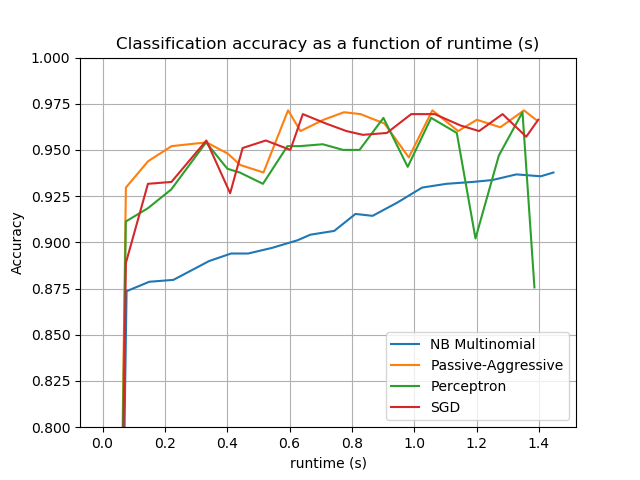 Classification accuracy as a function of runtime (s)
1.000
0.975
0.950
0.925
0.900
0.875
0.850
0.825
0.800
Accuracy
NB Multinomial
Passive-Aggressive
Perceptron
SGD
0.0 0.2 0.4 0.6 0.8 1.0 1.2 1.4
runtime (s)